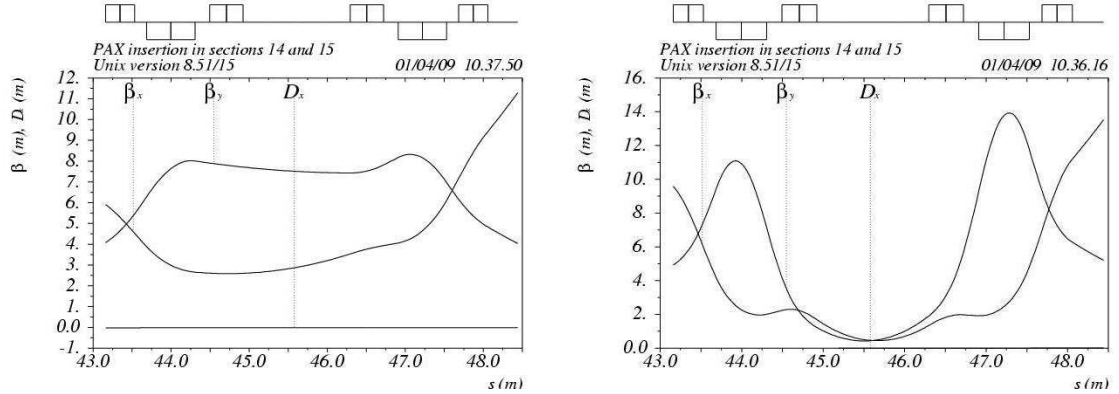 PAX insertion in sections 14 and 15
Unix version 8.51/15 01/04/09 10.37.50
12.
11.
10.
9.
8.
7.
6.
5.
4.
3.
2.
1.
0.0
-1.
β (m), D (m)
βx
βy
Dx
43.0 44.0 45.0 46.0 47.0 48.0
s (m)
PAX insertion in sections 14 and 15
Unix version 8.51/15 01/04/09 10.36.16
16.
14.
12.
10.
8.
6.
4.
2.
0.0
β (m), D (m)
βx
βy
Dx
43.0 44.0 45.0 46.0 47.0 48.0
s (m)